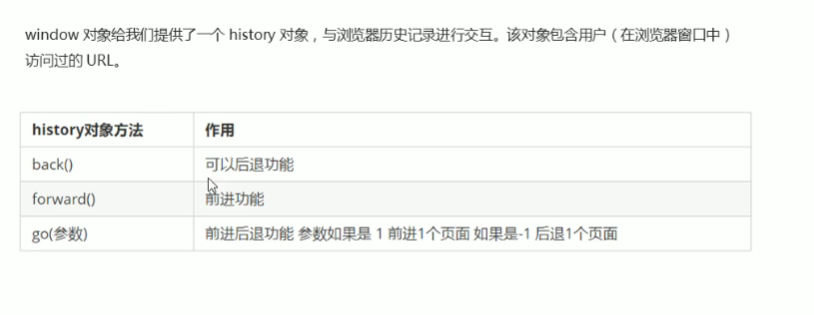 window 对象给我们提供了一个 history 对象，与浏览器历史记录进行交互。该对象包含用户（在浏览器窗口中）
访问过的 URL。
history对象方法 作用
back() 可以后退功能
forward() 前进功能
go(参数) 前进后退功能 参数如果是 1 前进1个页面 如果是-1 后退1个页面